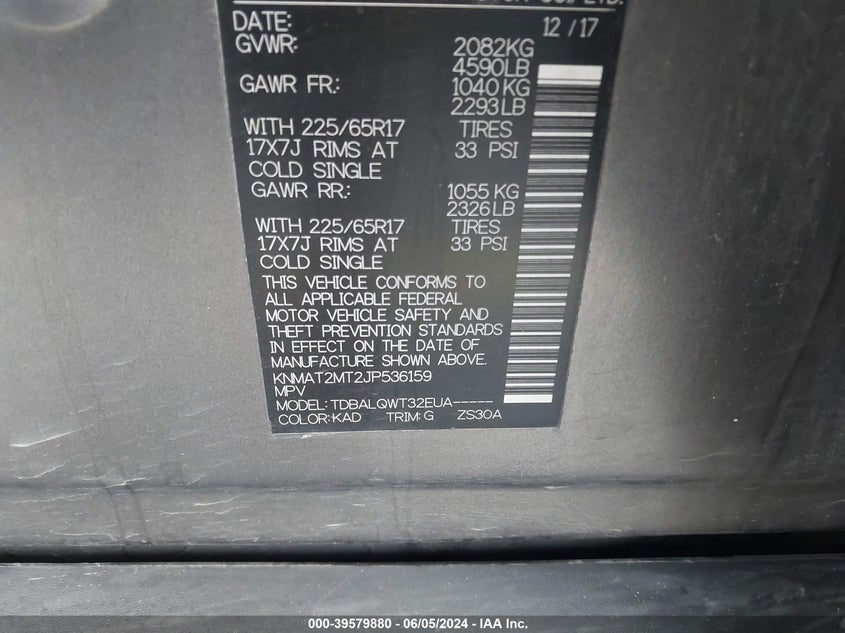 DATE: 12/17
GVWR: 2082KG
4590LB
GAWR FR: 1040KG
2293LB
WITH 225/65R17 TIRES
17X7J RIMS AT 33 PSI
COLD SINGLE
GAWR RR: 1055KG
2326LB
WITH 225/65R17 TIRES
17X7J RIMS AT 33 PSI
COLD SINGLE
THIS VEHICLE CONFORMS TO
ALL APPLICABLE FEDERAL
MOTOR VEHICLE SAFETY AND
THEFT PREVENTION STANDARDS
IN EFFECT ON THE DATE OF
MANUFACTURE SHOWN ABOVE.
KNMAT2MT2JP536159
MPV
MODEL: TDBALQWT32EUA-----
COLOR: KAD TRIM: G ZS30A
000-39579880 - 06/05/2024 - IAA Inc.